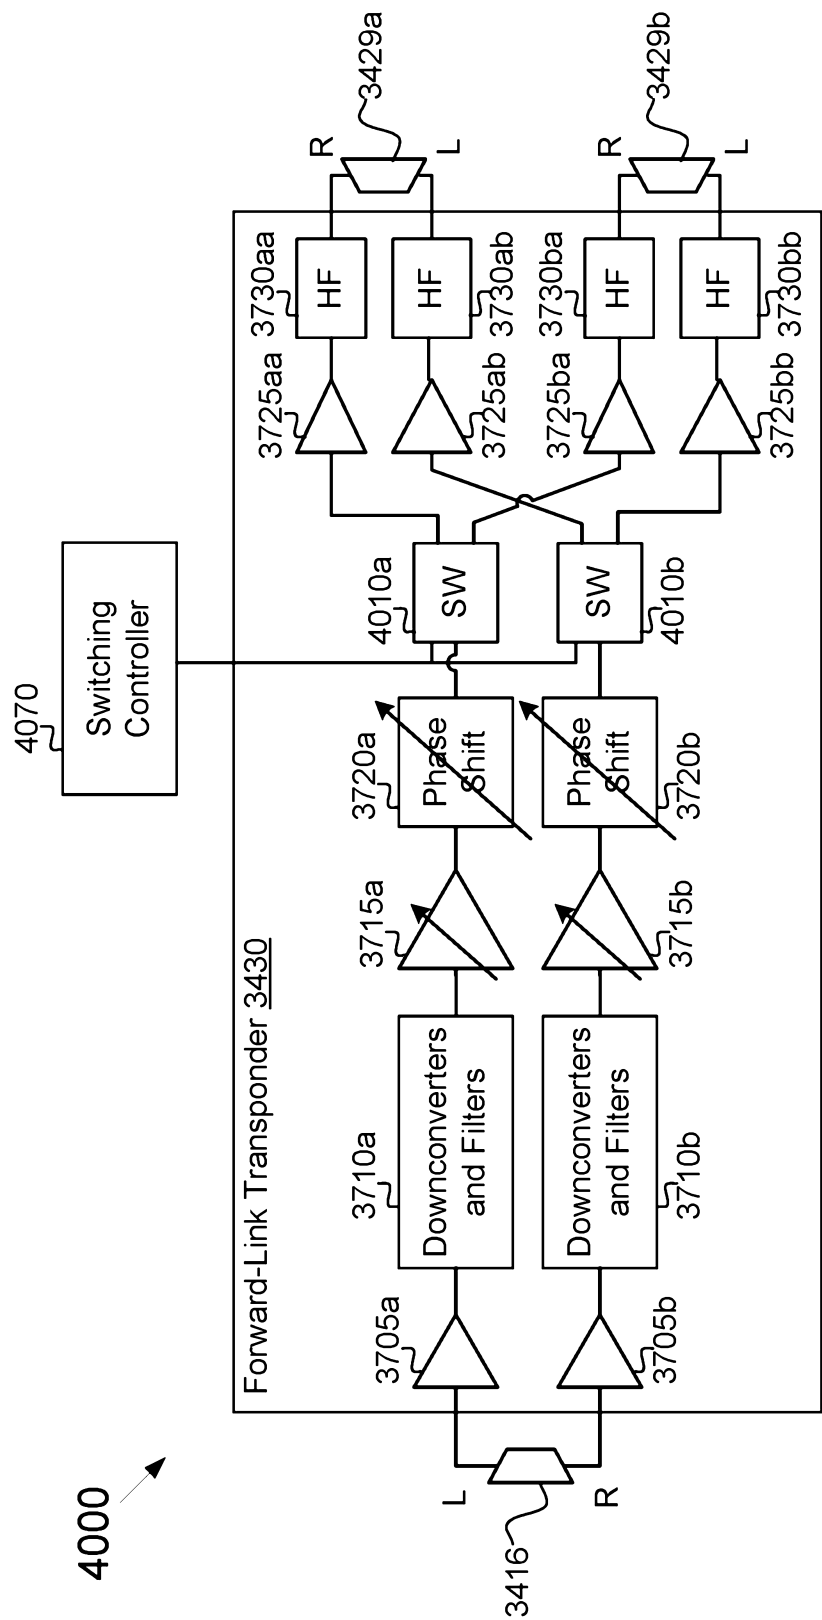 4000
Forward-Link Transponder 3430
4070
Switching
Controller
3416
L
R
3705a
3705b
3710a
Downconverters
and Filters
3710b
Downconverters
and Filters
3715a
3715b
3720a
Phase
Shift
3720b
Phase
Shift
4010a
SW
4010b
SW
3725aa
3725ab
3725ba
3725bb
3730aa
HF
3730ab
HF
3730ba
HF
3730bb
HF
R
L
3429a
R
L
3429b